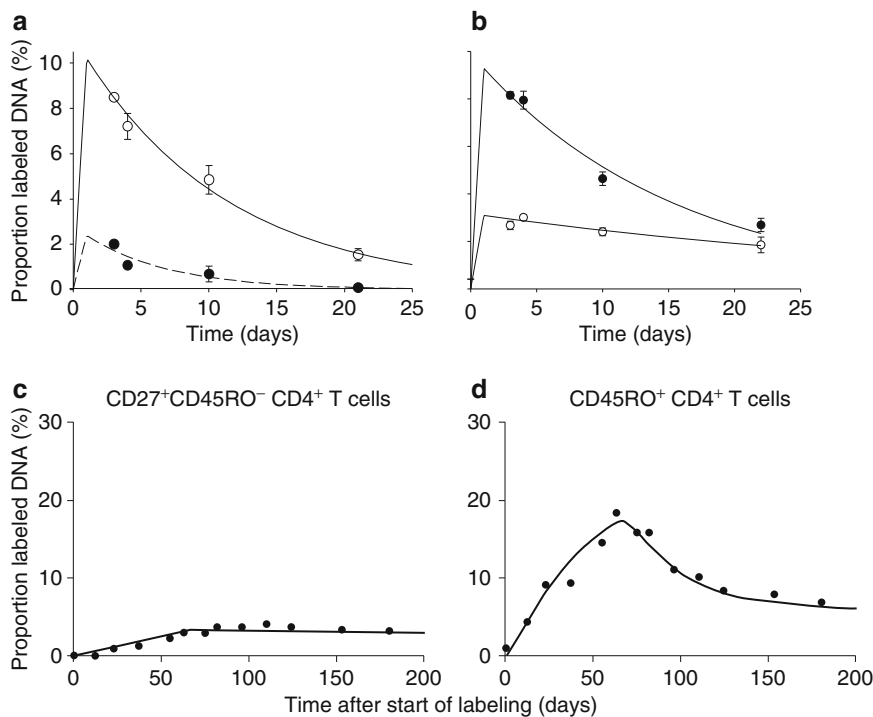 a
b
Proportion labeled DNA (%)
10
8
6
4
2
0
0 5 10 15 20 25
Time (days)
0 5 10 15 20 25
Time (days)
c
CD27⁺CD45RO⁻ CD4⁺ T cells
d
CD45RO⁺ CD4⁺ T cells
Proportion labeled DNA (%)
30
20
10
0
0 50 100 150 200
30
20
10
0
0 50 100 150 200
Time after start of labeling (days)